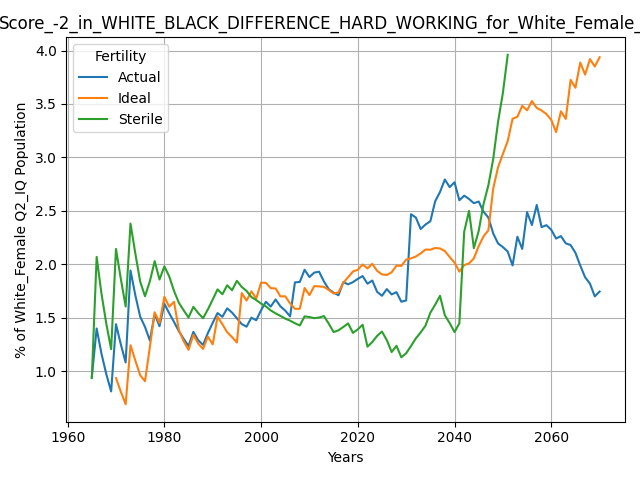 Score_-2_in_WHITE_BLACK_DIFFERENCE_HARD_WORKING_for_White_Female_
Fertility
Actual
Ideal
Sterile
4.0
3.5
3.0
2.5
2.0
1.5
1.0
% of White_Female Q2_IQ Population
1960 1980 2000 2020 2040 2060
Years